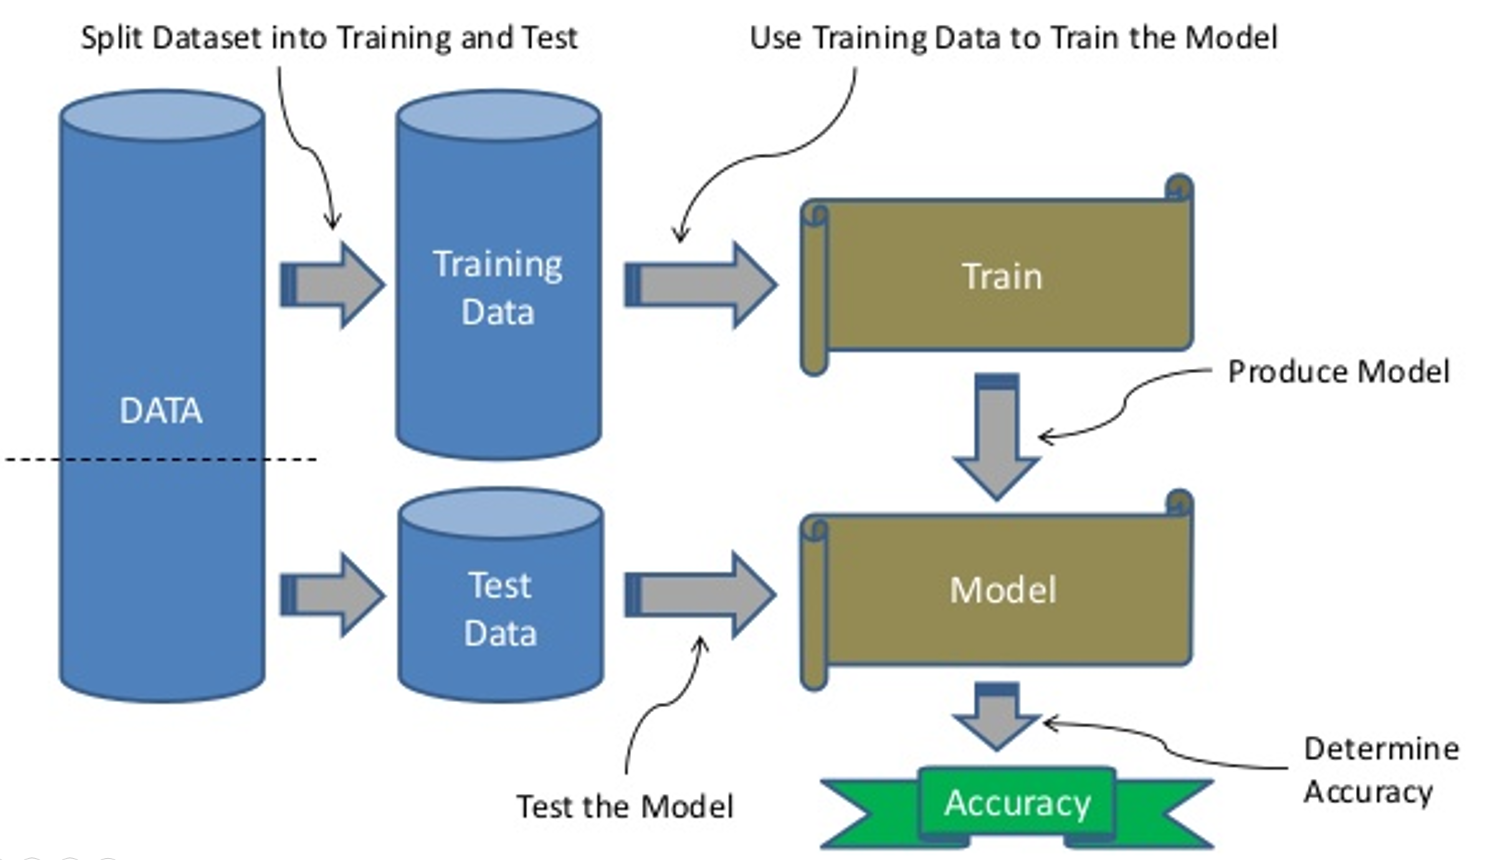 Split Dataset into Training and Test
Use Training Data to Train the Model
Training
Data
Train
Produce Model
DATA
Test
Data
Model
Test the Model
Determine
Accuracy
Accuracy